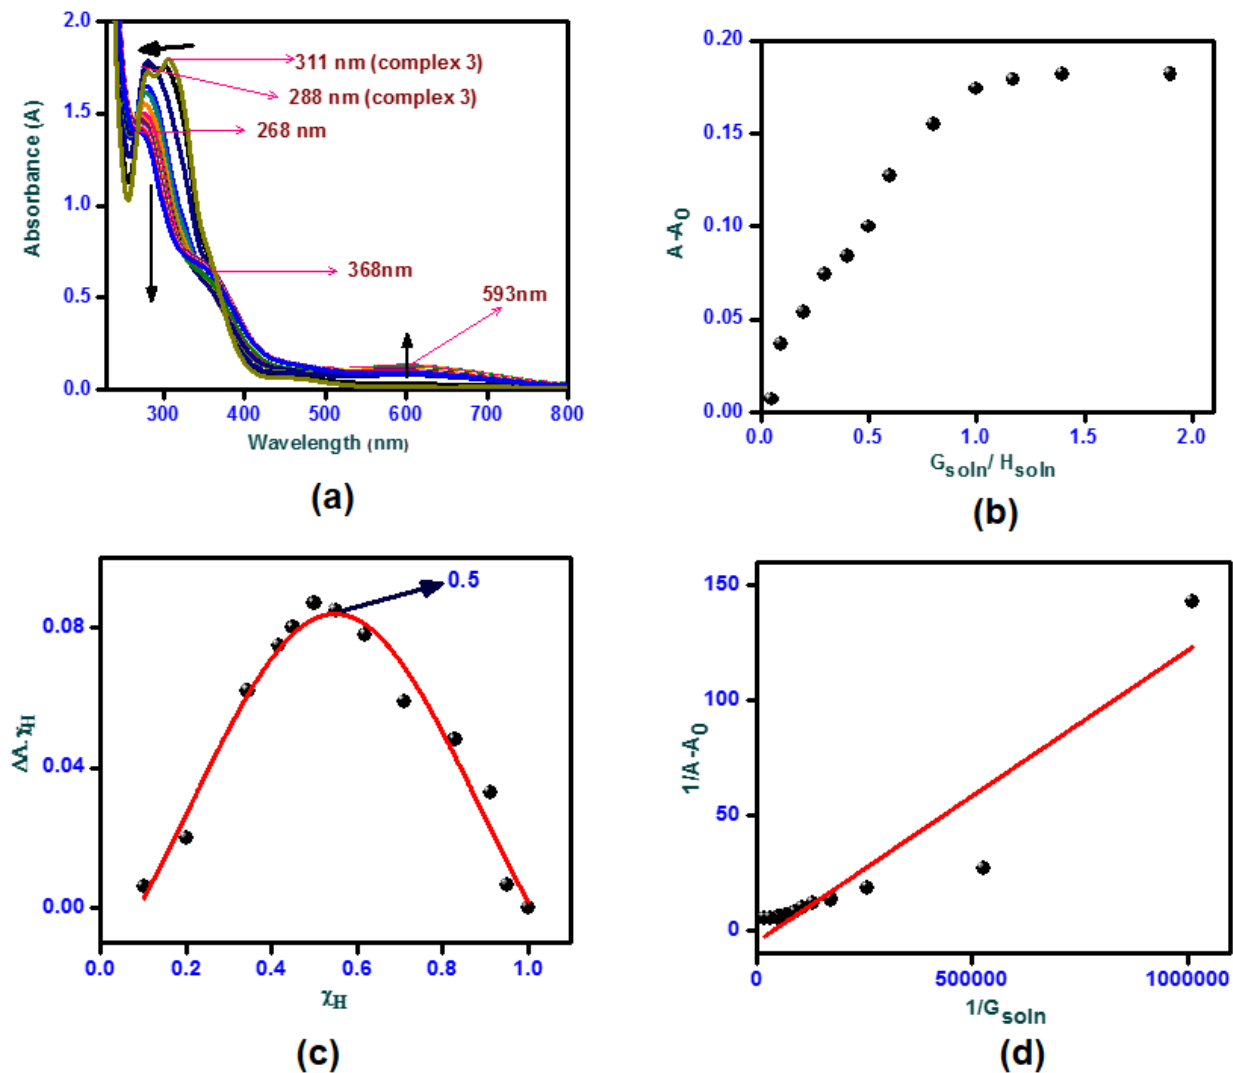 2.0
1.5
1.0
0.5
0.0
Absorbance (A)
311 nm (complex 3)
288 nm (complex 3)
268 nm
368nm
593nm
300 400 500 600 700 800
Wavelength (nm)
(a)
0.20
0.15
0.10
0.05
0.00
A-A0
0.0 0.5 1.0 1.5 2.0
Gsoln/ Hsoln
(b)
0.08
0.04
0.00
ΔA.χH
0.5
0.0 0.2 0.4 0.6 0.8 1.0
χH
(c)
150
100
50
0
1/A-A0
0 500000 1000000
1/Gsoln
(d)